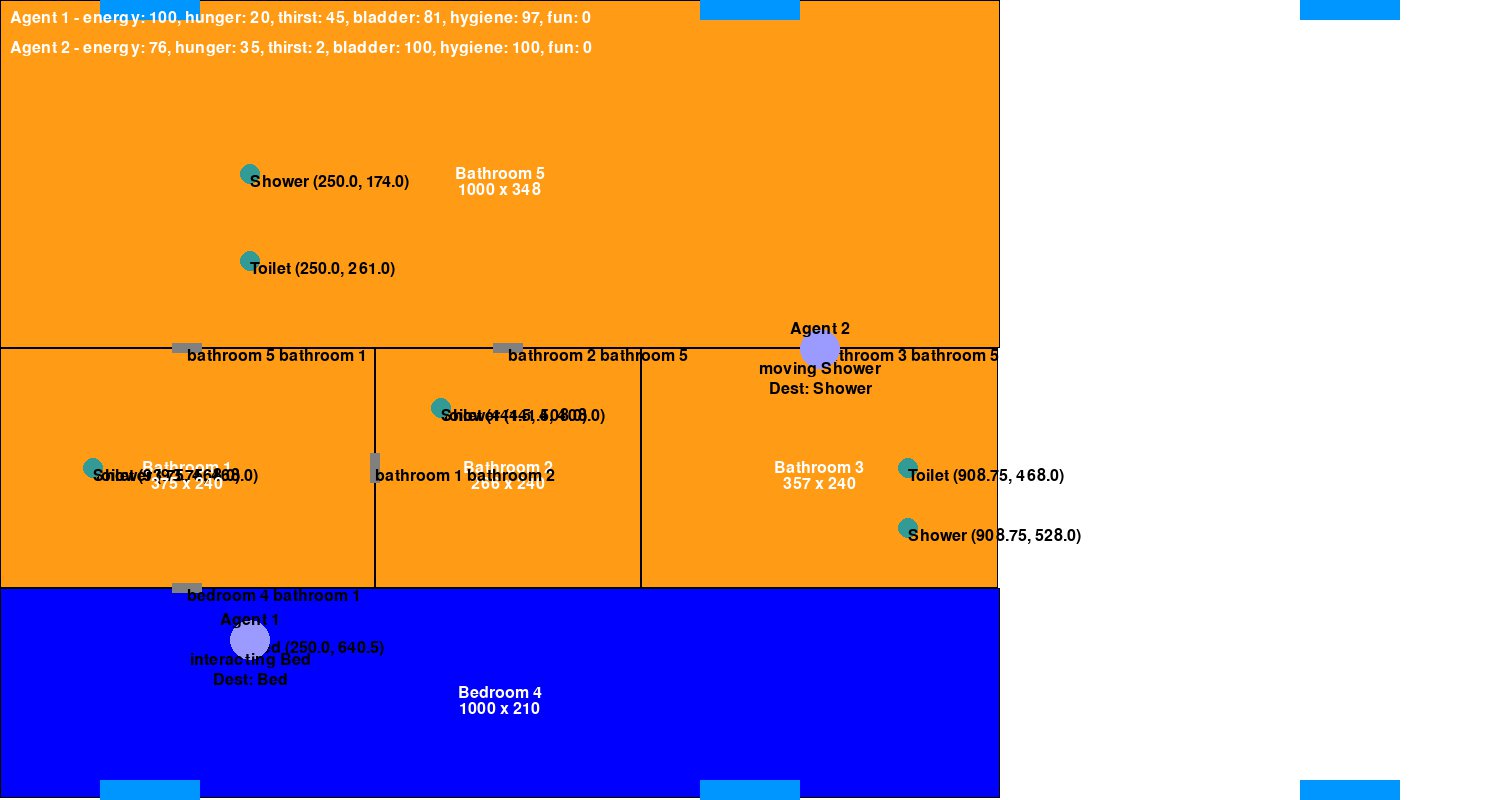 Agent 1 - energy: 100, hunger: 20, thirst: 45, bladder: 81, hygiene: 97, fun: 0
Agent 2 - energy: 76, hunger: 35, thirst: 2, bladder: 100, hygiene: 100, fun: 0
Bathroom 5
1000 x 348
Shower (250.0, 174.0)
Toilet (250.0, 261.0)
Agent 2
bathroom 5 bathroom 1
bathroom 2 bathroom 5
throom 3 bathroom 5
moving Shower
Dest: Shower
Bathroom 1
375 x 240
bathroom 1 bathroom 2
Bathroom 2
266 x 240
Bathroom 3
357 x 240
Toilet (908.75, 468.0)
Shower (908.75, 528.0)
bedroom 4 bathroom 1
Agent 1
d (250.0, 640.5)
interacting Bed
Dest: Bed
Bedroom 4
1000 x 210